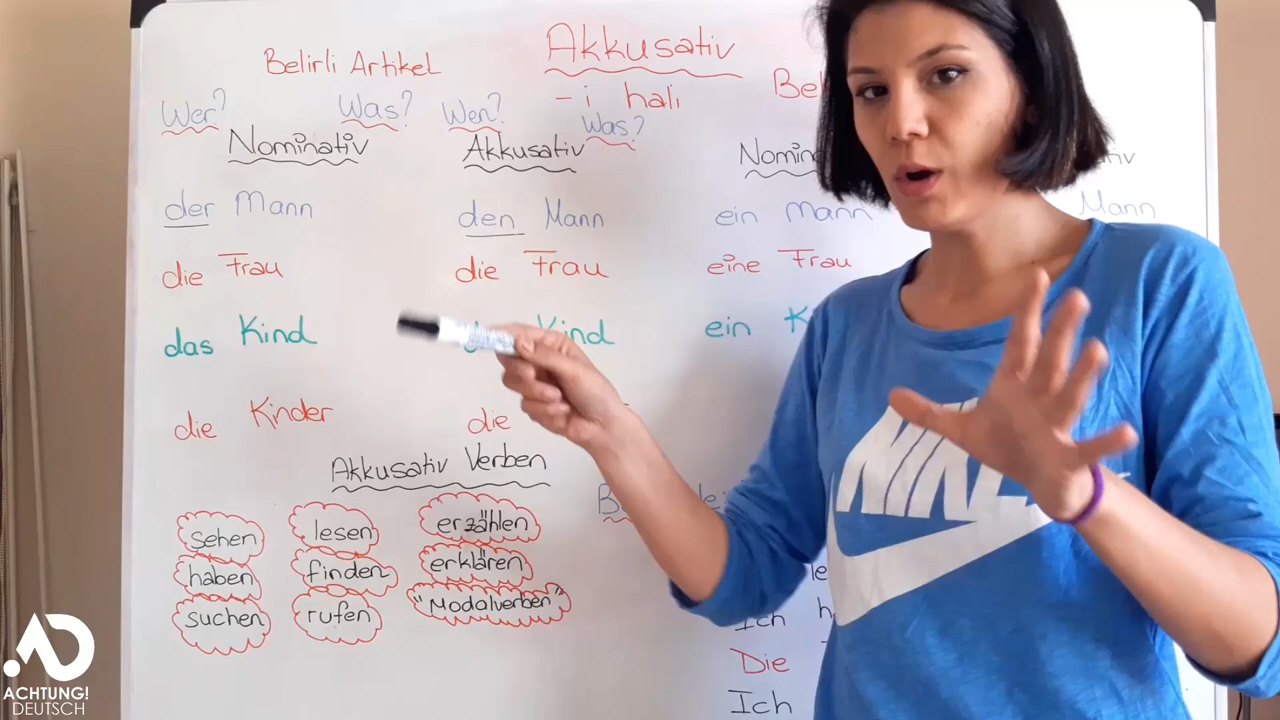 Akkusativ
- i hali
Belirli Artikel
Wer? Was? Wen? Was?
Nominativ Akkusativ
der Mann den Mann ein Mann Mann
die Frau die Frau eine Frau
das Kind Kind ein
die Kinder die
Akkusativ Verben
sehen lesen erzählen
haben finden erklären
suchen rufen "Modalverben"
Ich
Die
Ich
NIKE
ACHTUNG!
DEUTSCH